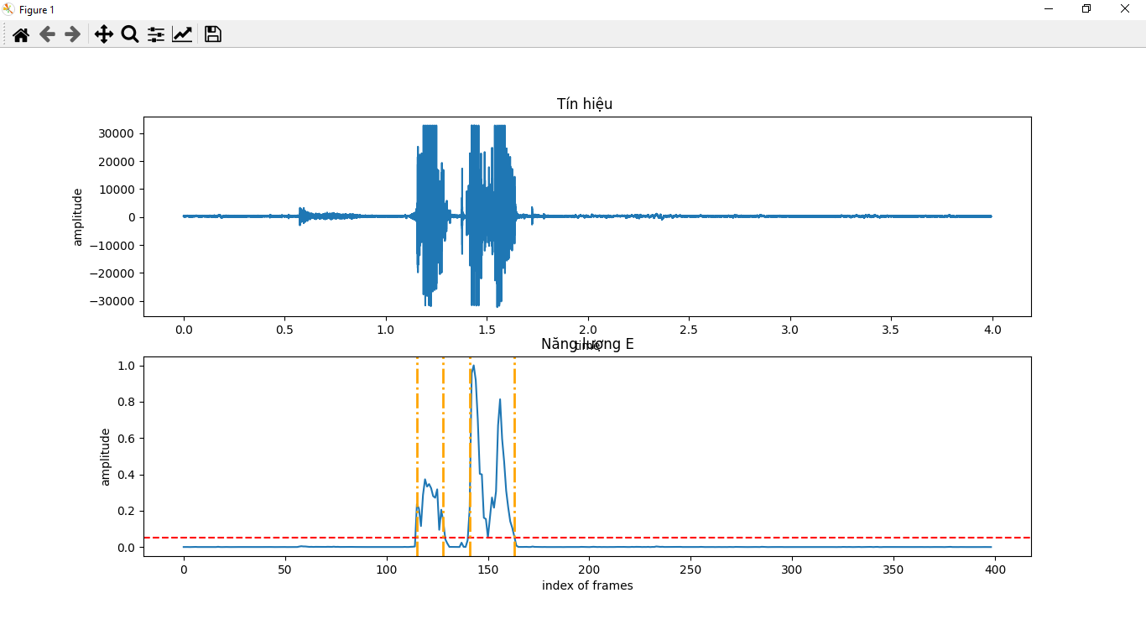 Figure 1
Tín hiệu
amplitude
30000
20000
10000
0
−10000
−20000
−30000
0.0 0.5 1.0 1.5 2.0 2.5 3.0 3.5 4.0
time
Năng lượng E
amplitude
1.0
0.8
0.6
0.4
0.2
0.0
0 50 100 150 200 250 300 350 400
index of frames